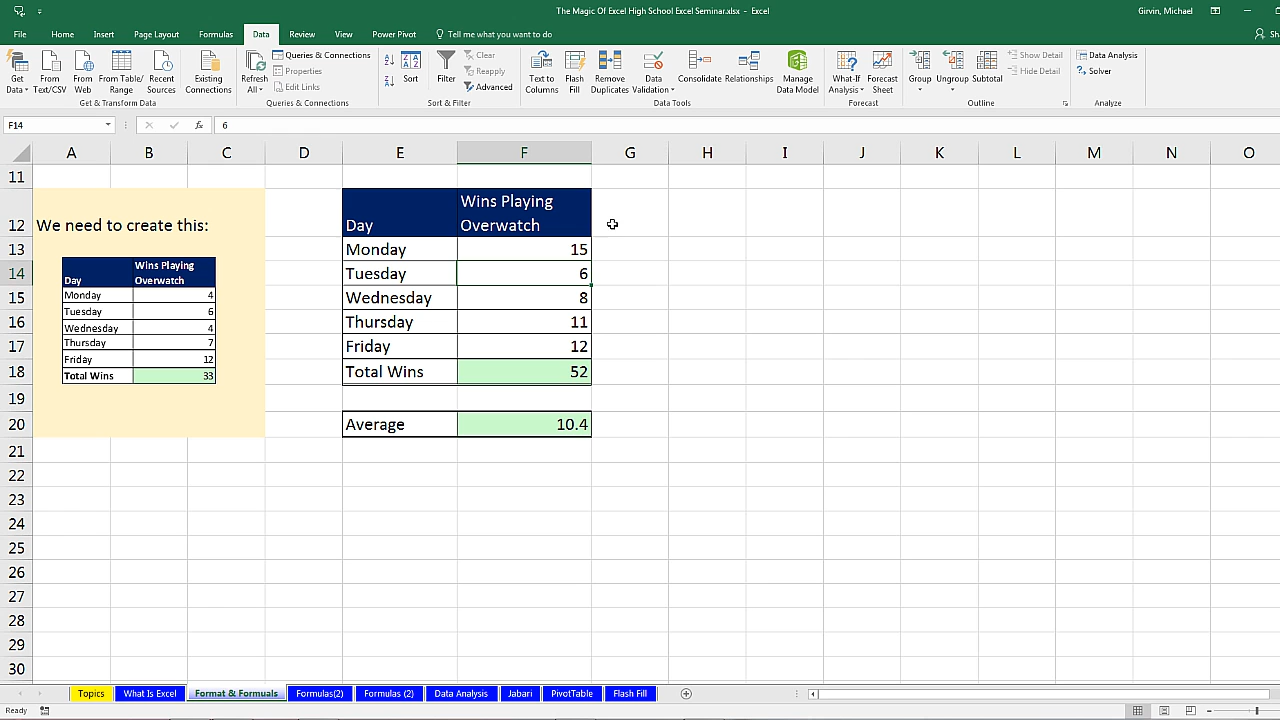 The Magic Of Excel High School Excel Seminar.xlsx - Excel
Girvin, Michael
File Home Insert Page Layout Formulas Data Review View Power Pivot Tell me what you want to do
Get Data
From Text/CSV
From Web
From Table/ Range
Recent Sources
Existing Connections
Get & Transform Data
Refresh All
Queries & Connections
Properties
Edit Links
Queries & Connections
Sort
Filter
Clear
Reapply
Advanced
Sort & Filter
Text to Columns
Flash Fill
Remove Duplicates
Data Validation
Consolidate
Relationships
Manage Data Model
Data Tools
What-If Analysis
Forecast Sheet
Forecast
Group
Ungroup
Subtotal
Show Detail
Hide Detail
Outline
Data Analysis
Solver
Analyze
F14 fx 6
A B C D E F G H I J K L M N O
11
12
13
14
15
16
17
18
19
20
21
22
23
24
25
26
27
28
29
30
We need to create this:
Day Wins Playing Overwatch
Monday 4
Tuesday 6
Wednesday 4
Thursday 7
Friday 12
Total Wins 33
Day Wins Playing Overwatch
Monday 15
Tuesday 6
Wednesday 8
Thursday 11
Friday 12
Total Wins 52
Average 10.4
Topics What Is Excel Format & Formuals Formulas(2) Formulas (2) Data Analysis Jabari PivotTable Flash Fill
Ready